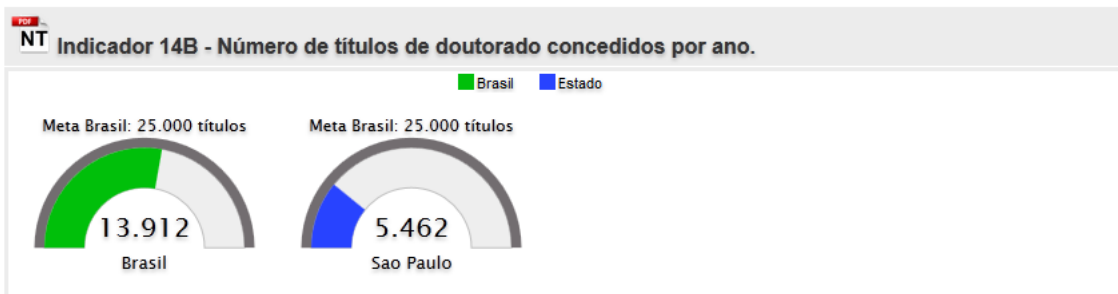 PDF
NT
Indicador 14B - Número de títulos de doutorado concedidos por ano.
Brasil
Estado
Meta Brasil: 25.000 títulos
13.912
Brasil
Meta Brasil: 25.000 títulos
5.462
Sao Paulo